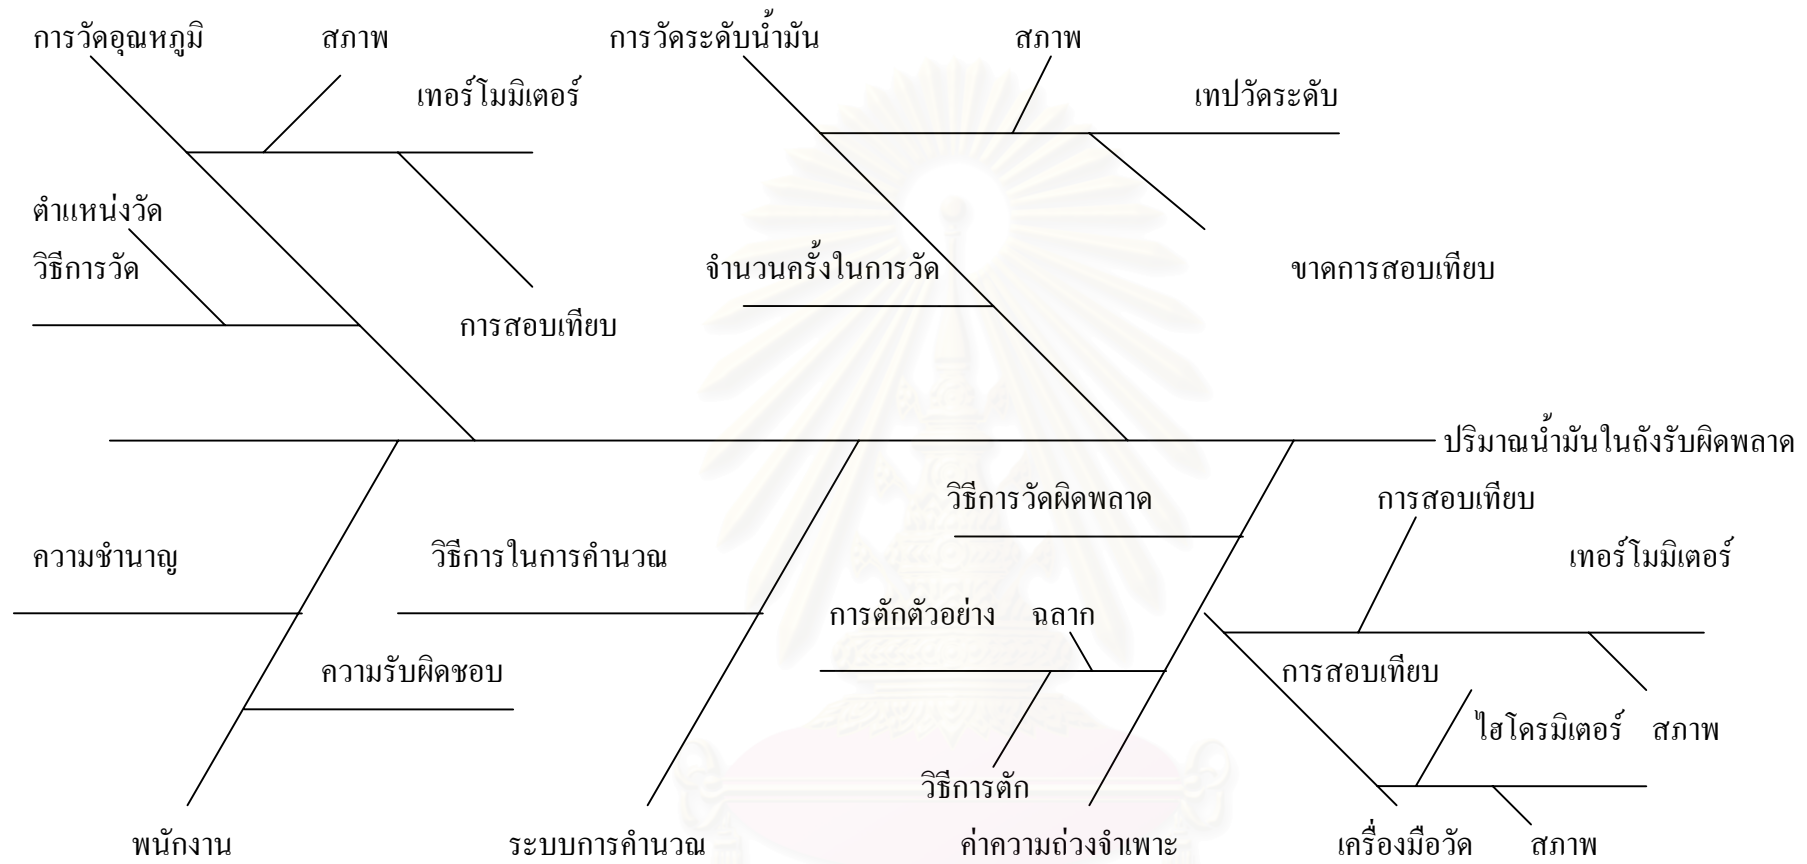 การวัดอุณหภูมิ
สภาพ
การวัดระดับน้ำมัน
สภาพ
เทอร์โมมิเตอร์
เทปวัดระดับ
ตำแหน่งวัด
วิธีการวัด
จำนวนครั้งในการวัด
ขาดการสอบเทียบ
การสอบเทียบ
ปริมาณน้ำมันในถังรับผิดพลาด
วิธีการวัดผิดพลาด
การสอบเทียบ
ความชำนาญ
วิธีการในการคำนวณ
เทอร์โมมิเตอร์
การตักตัวอย่าง
ฉลาก
ความรับผิดชอบ
การสอบเทียบ
ไฮโดรมิเตอร์
สภาพ
วิธีการตัก
พนักงาน
ระบบการคำนวณ
ค่าความถ่วงจำเพาะ
เครื่องมือวัด
สภาพ